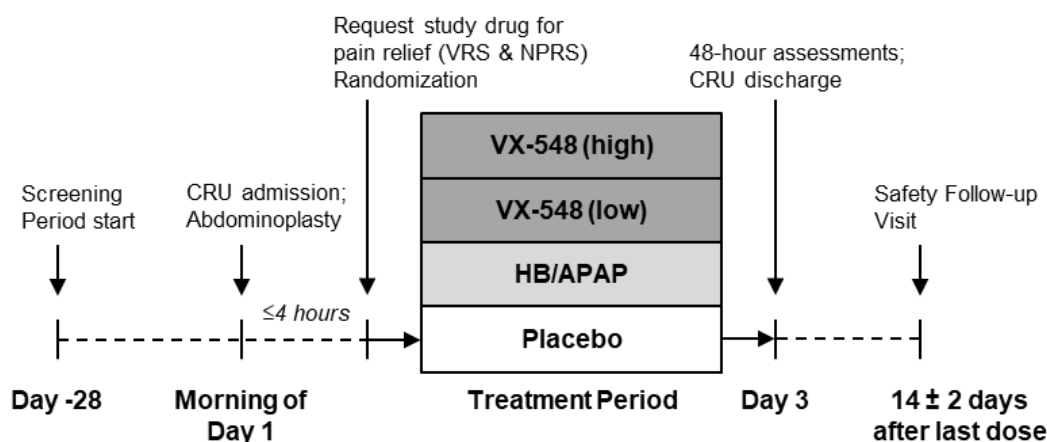 Request study drug for
pain relief (VRS & NPRS)
Randomization
48-hour assessments;
CRU discharge
VX-548 (high)
Screening
Period start
CRU admission;
Abdominoplasty
VX-548 (low)
Safety Follow-up
Visit
HB/APAP
≤4 hours
Placebo
Day -28
Morning of
Day 1
Treatment Period
Day 3
14 ± 2 days
after last dose